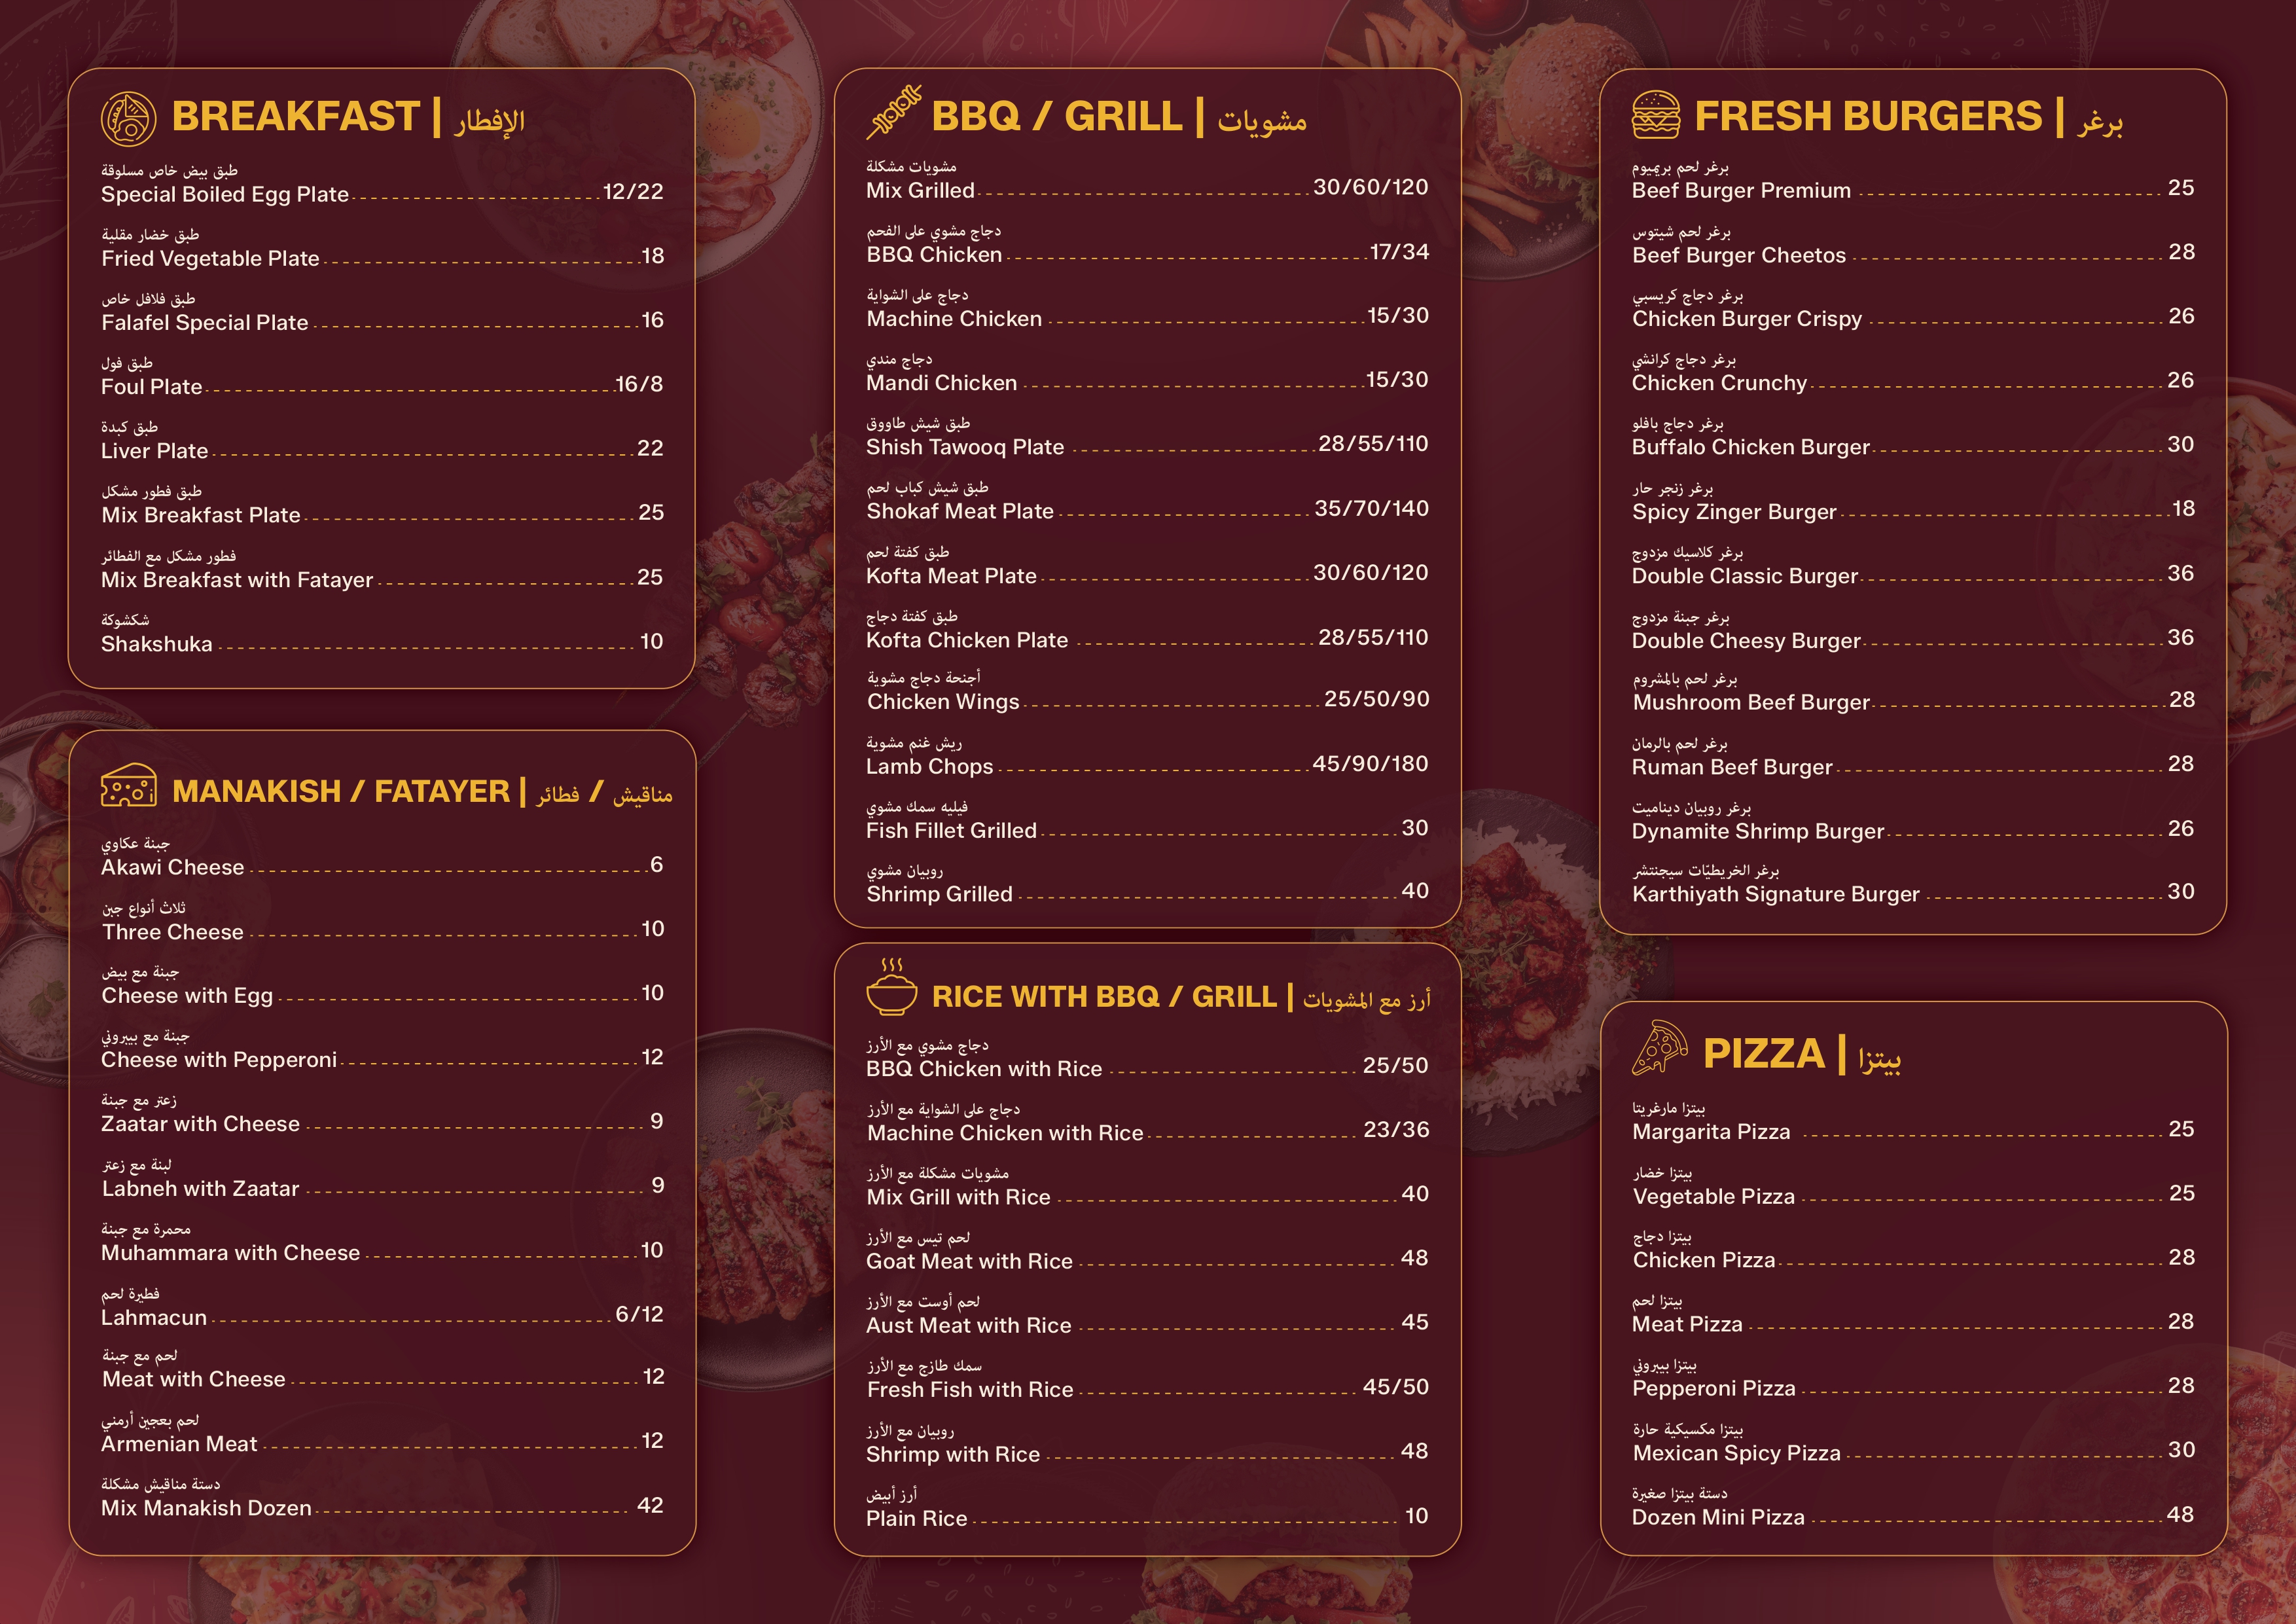 BREAKFAST | الإفطار
طبق بيض خاص مسلوقة
Special Boiled Egg Plate 12/22
طبق خضار مقلية
Fried Vegetable Plate 18
طبق فلافل خاص
Falafel Special Plate 16
طبق فول
Foul Plate 16/8
طبق كبدة
Liver Plate 22
طبق فطور مشكل
Mix Breakfast Plate 25
فطور مشكل مع الفطائر
Mix Breakfast with Fatayer 25
شكشوكة
Shakshuka 10
MANAKISH / FATAYER | مناقيش / فطائر
جبنة عكاوي
Akawi Cheese 6
ثلاث أنواع جبن
Three Cheese 10
جبنة مع بيض
Cheese with Egg 10
جبنة مع بيبروني
Cheese with Pepperoni 12
زعتر مع جبنة
Zaatar with Cheese 9
لبنة مع زعتر
Labneh with Zaatar 9
محمرة مع جبنة
Muhammara with Cheese 10
فطيرة لحم
Lahmacun 6/12
لحم مع جبنة
Meat with Cheese 12
لحم بعجين أرمني
Armenian Meat 12
دستة مناقيش مشكلة
Mix Manakish Dozen 42
BBQ / GRILL | مشويات
مشويات مشكلة
Mix Grilled 30/60/120
دجاج مشوي على الفحم
BBQ Chicken 17/34
دجاج على الشواية
Machine Chicken 15/30
دجاج مندي
Mandi Chicken 15/30
طبق شيش طاووق
Shish Tawooq Plate 28/55/110
طبق شيش كباب لحم
Shokaf Meat Plate 35/70/140
طبق كفتة لحم
Kofta Meat Plate 30/60/120
طبق كفتة دجاج
Kofta Chicken Plate 28/55/110
أجنحة دجاج مشوية
Chicken Wings 25/50/90
ريش غنم مشوية
Lamb Chops 45/90/180
فيليه سمك مشوي
Fish Fillet Grilled 30
روبيان مشوي
Shrimp Grilled 40
RICE WITH BBQ / GRILL | أرز مع المشويات
دجاج مشوي مع الأرز
BBQ Chicken with Rice 25/50
دجاج على الشواية مع الأرز
Machine Chicken with Rice 23/36
مشويات مشكلة مع الأرز
Mix Grill with Rice 40
لحم تيس مع الأرز
Goat Meat with Rice 48
لحم أوست مع الأرز
Aust Meat with Rice 45
سمك طازج مع الأرز
Fresh Fish with Rice 45/50
روبيان مع الأرز
Shrimp with Rice 48
أرز أبيض
Plain Rice 10
FRESH BURGERS | برغر
برغر لحم بريميوم
Beef Burger Premium 25
برغر لحم شيتوس
Beef Burger Cheetos 28
برغر دجاج كريسبي
Chicken Burger Crispy 26
برغر دجاج كرانشي
Chicken Crunchy 26
برغر دجاج بافلو
Buffalo Chicken Burger 30
برغر زنجر حار
Spicy Zinger Burger 18
برغر كلاسيك مزدوج
Double Classic Burger 36
برغر جبنة مزدوج
Double Cheesy Burger 36
برغر لحم بالمشروم
Mushroom Beef Burger 28
برغر لحم بالرمان
Ruman Beef Burger 28
برغر روبيان ديناميت
Dynamite Shrimp Burger 26
برغر الخريطيّات سيجنتشر
Karthiyath Signature Burger 30
PIZZA | بيتزا
بيتزا مارغريتا
Margarita Pizza 25
بيتزا خضار
Vegetable Pizza 25
بيتزا دجاج
Chicken Pizza 28
بيتزا لحم
Meat Pizza 28
بيتزا بيبروني
Pepperoni Pizza 28
بيتزا مكسيكية حارة
Mexican Spicy Pizza 30
دستة بيتزا صغيرة
Dozen Mini Pizza 48